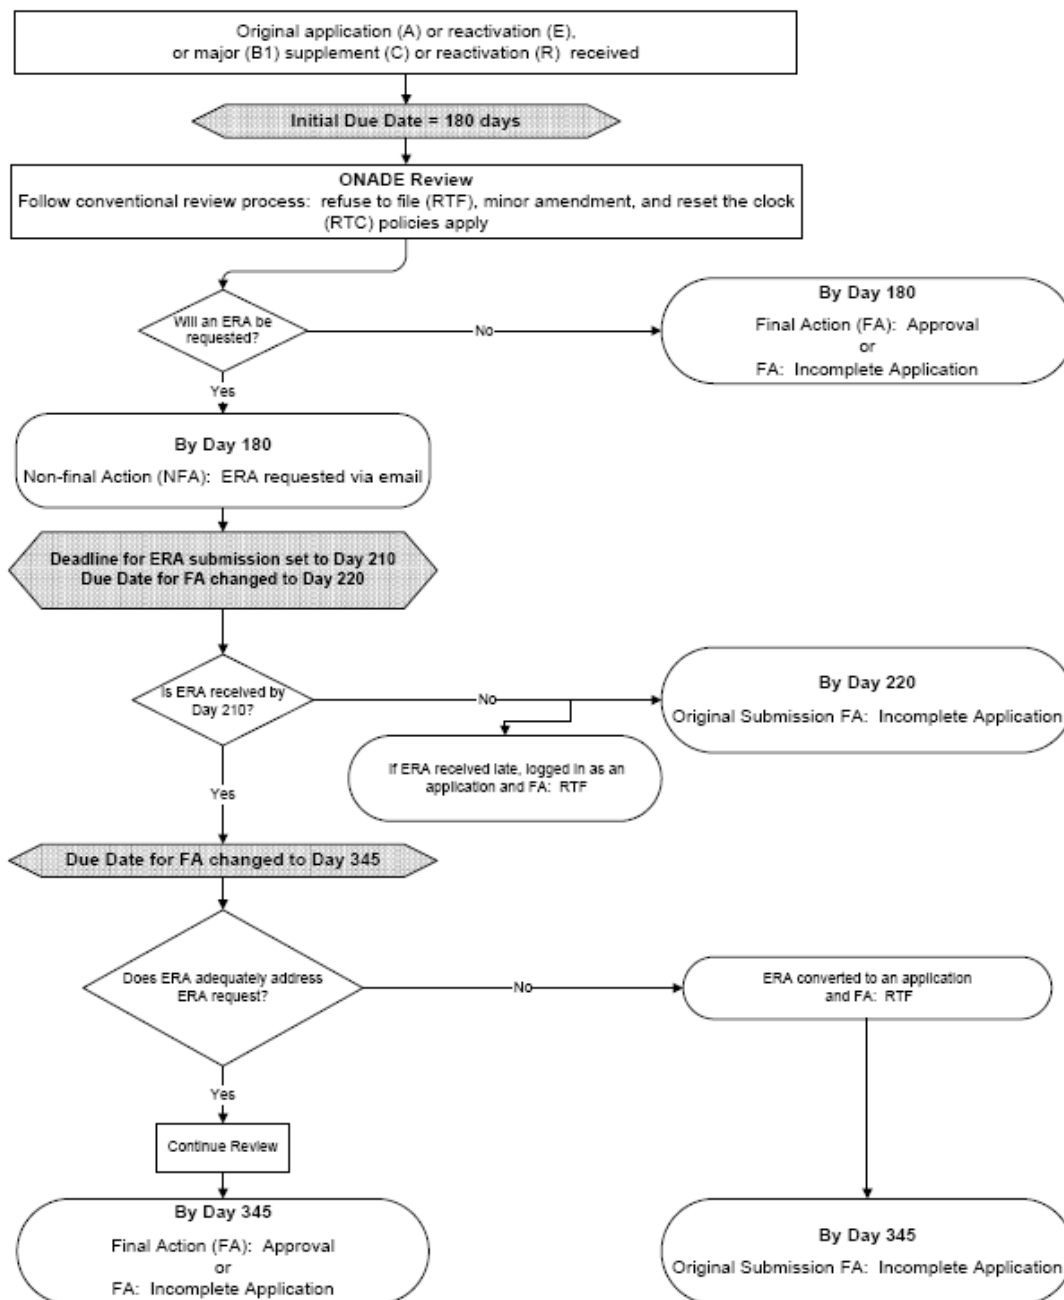 Original application (A) or reactivation (E),
or major (B1) supplement (C) or reactivation (R) received
Initial Due Date = 180 days
ONADE Review
Follow conventional review process: refuse to file (RTF), minor amendment, and reset the clock
(RTC) policies apply
Will an ERA be
requested?
No
By Day 180
Final Action (FA): Approval
or
FA: Incomplete Application
Yes
By Day 180
Non-final Action (NFA): ERA requested via email
Deadline for ERA submission set to Day 210
Due Date for FA changed to Day 220
Is ERA received by
Day 210?
No
By Day 220
Original Submission FA: Incomplete Application
If ERA received late, logged in as an
application and FA: RTF
Yes
Due Date for FA changed to Day 345
Does ERA adequately address
ERA request?
No
ERA converted to an application
and FA: RTF
Yes
Continue Review
By Day 345
Final Action (FA): Approval
or
FA: Incomplete Application
By Day 345
Original Submission FA: Incomplete Application